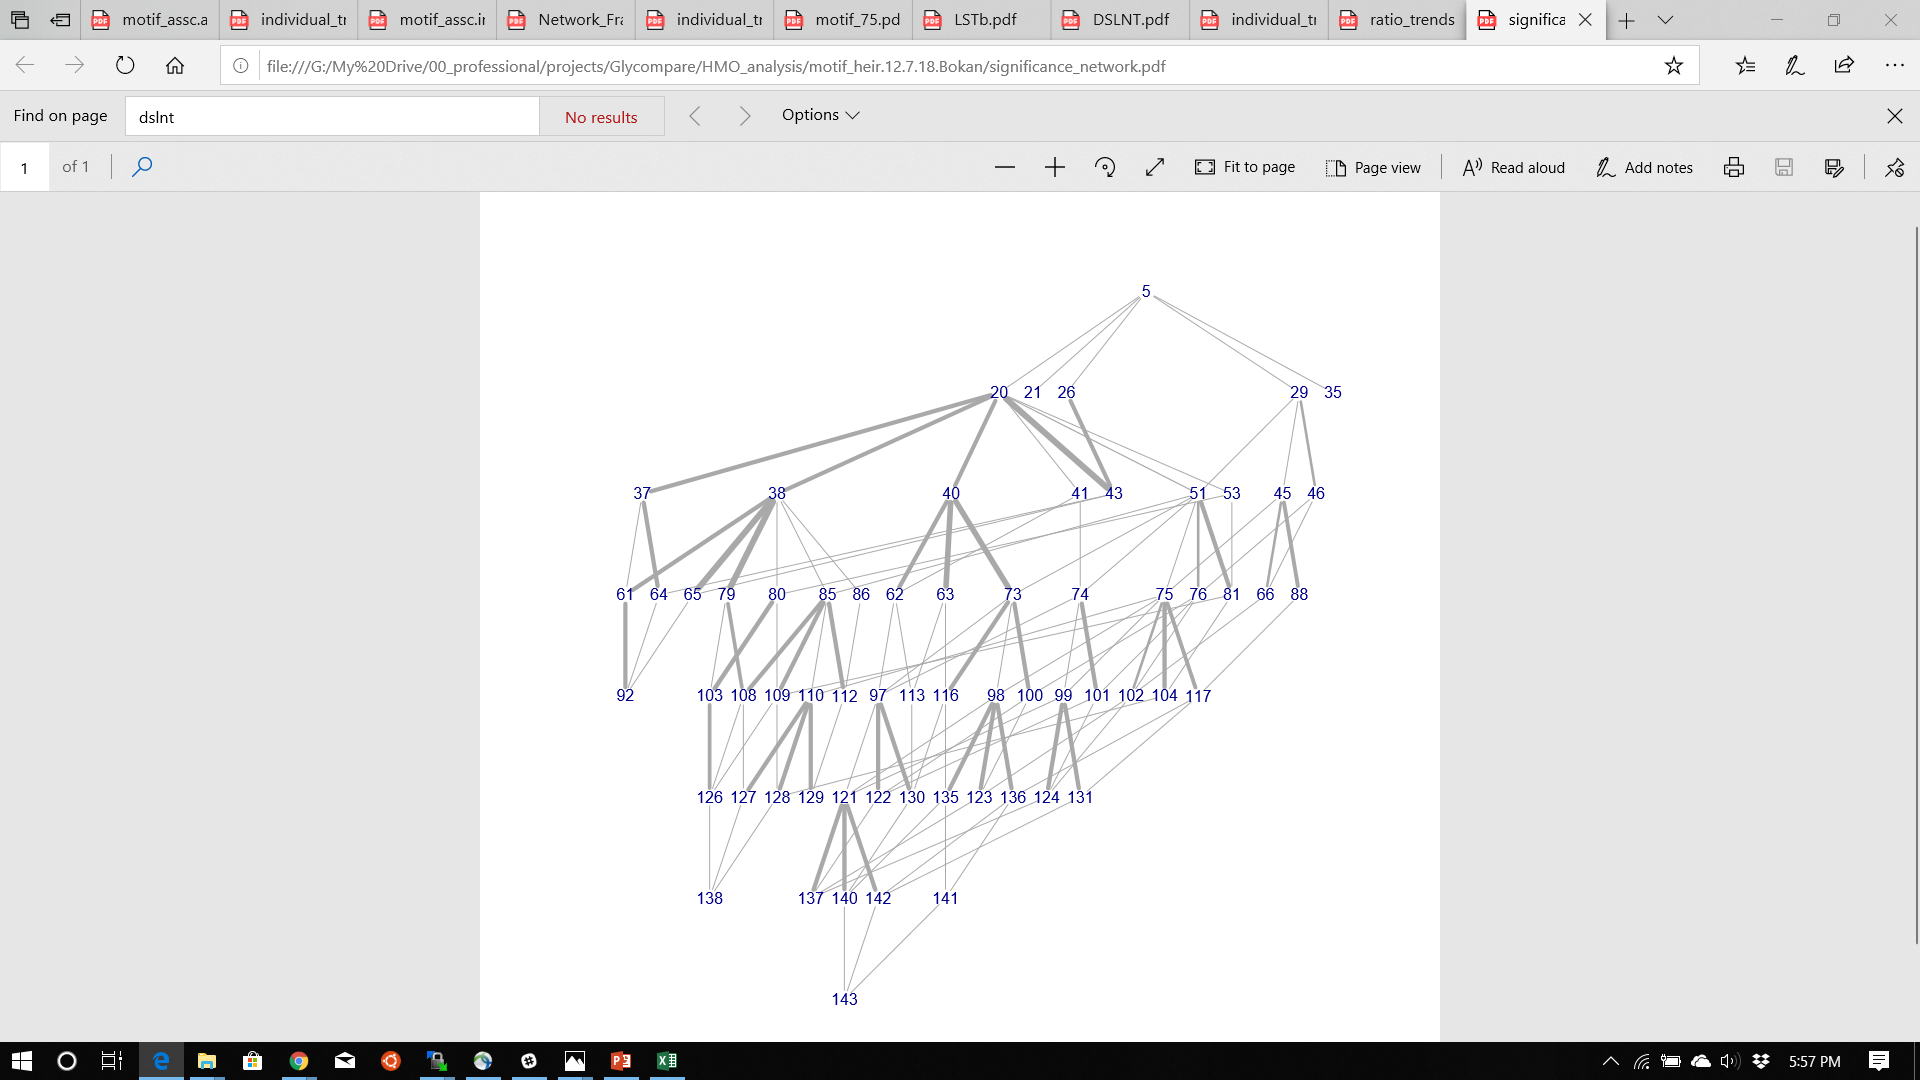 motif_assc.a individual_tr motif_assc.ir Network_Fra individual_tr motif_75.pd LSTb.pdf DSLNT.pdf individual_tr ratio_trends significa
file:///G:/My%20Drive/00_professional/projects/Glycompare/HMO_analysis/motif_heir.12.7.18.Bokan/significance_network.pdf
Find on page dslnt No results Options
1 of 1 Fit to page Page view Read aloud Add notes
5
20 21 26 29 35
37 38 40 41 43 51 53 45 46
61 64 65 79 80 85 86 62 63 73 74 75 76 81 66 88
92 103 108 109 110 112 97 113 116 98 100 99 101 102 104 117
126 127 128 129 121 122 130 135 123 136 124 131
138 137 140 142 141
143
5:57 PM